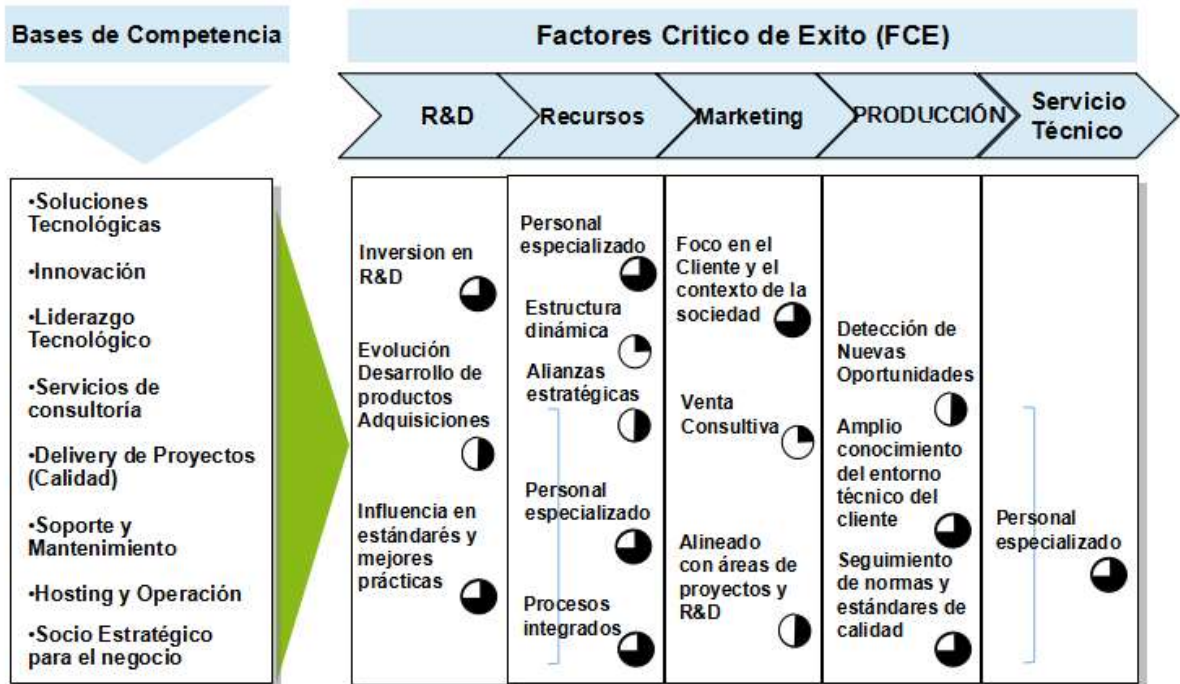 Bases de Competencia
Factores Critico de Exito (FCE)
R&D
Recursos
Marketing
PRODUCCIÓN
Servicio
Técnico
•Soluciones
Tecnológicas
•Innovación
•Liderazgo
Tecnológico
•Servicios de
consultoría
•Delivery de Proyectos
(Calidad)
•Soporte y
Mantenimiento
•Hosting y Operación
•Socio Estratégico
para el negocio
Inversion en
R&D
Evolución
Desarrollo de
productos
Adquisiciones
Influencia en
estándarés y
mejores
prácticas
Personal
especializado
Estructura
dinámica
Alianzas
estratégicas
Personal
especializado
Procesos
integrados
Foco en el
Cliente y el
contexto de la
sociedad
Venta
Consultiva
Alineado
con áreas de
proyectos y
R&D
Detección de
Nuevas
Oportunidades
Amplio
conocimiento
del entorno
técnico del
cliente
Seguimiento
de normas y
estándares de
calidad
Personal
especializado